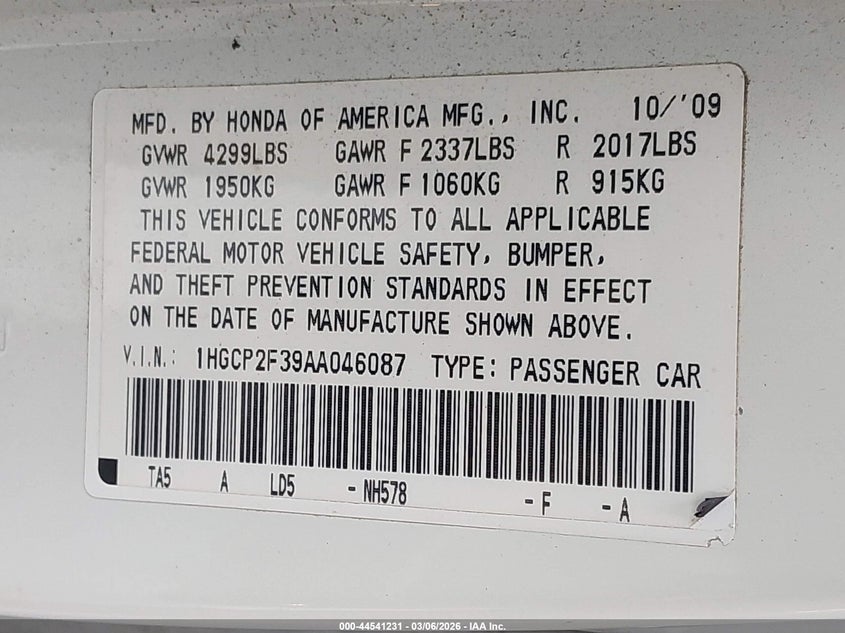 MFD. BY HONDA OF AMERICA MFG., INC. 10/'09
GVWR 4299LBS GAWR F 2337LBS R 2017LBS
GVWR 1950KG GAWR F 1060KG R 915KG
THIS VEHICLE CONFORMS TO ALL APPLICABLE
FEDERAL MOTOR VEHICLE SAFETY, BUMPER,
AND THEFT PREVENTION STANDARDS IN EFFECT
ON THE DATE OF MANUFACTURE SHOWN ABOVE.
V.I.N.: 1HGCP2F39AA046087 TYPE: PASSENGER CAR
TA5 A LD5 -NH578 -F -A
000-44541231 - 03/06/2026 - IAA Inc.